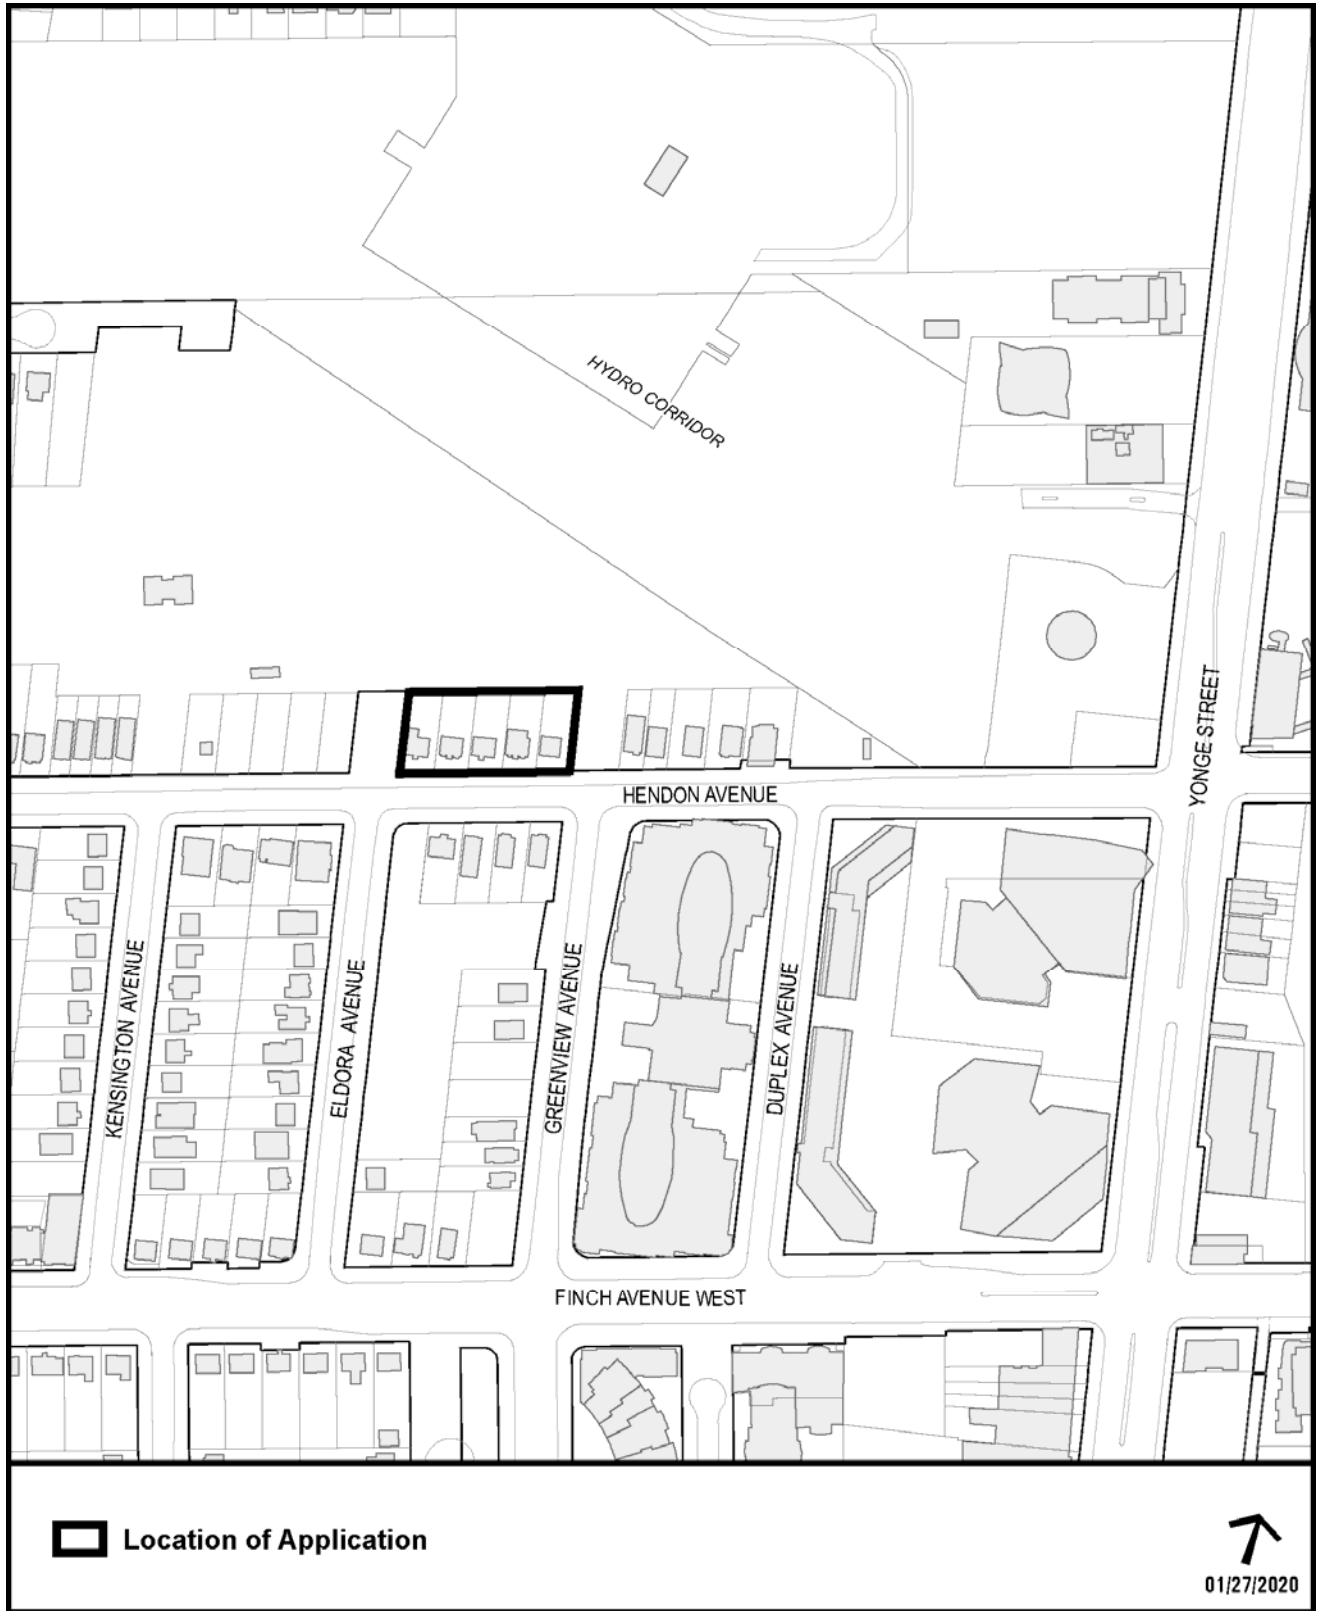 HYDRO CORRIDOR
YONGE STREET
HENDON AVENUE
KENSINGTON AVENUE
ELDORA AVENUE
GREENVIEW AVENUE
DUPLEX AVENUE
FINCH AVENUE WEST
Location of Application
01/27/2020